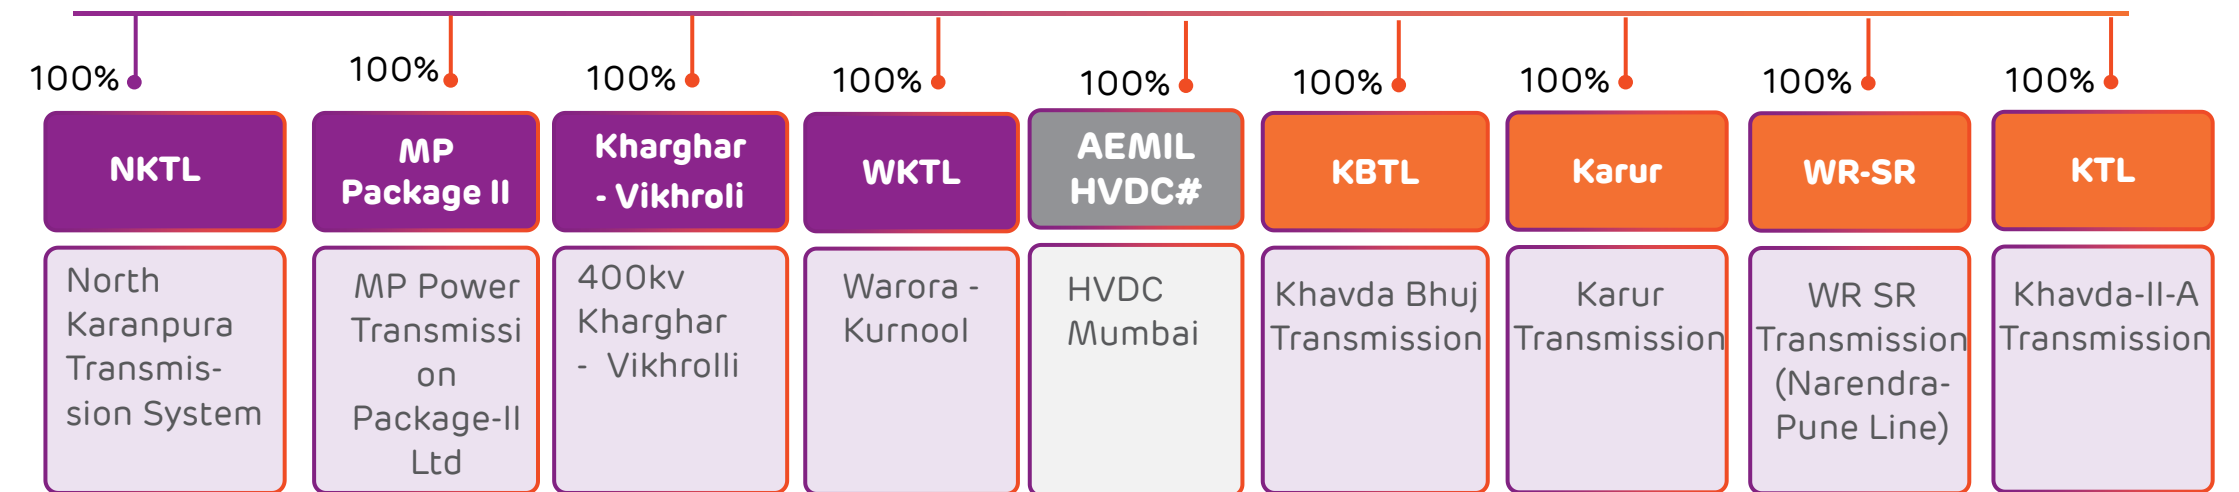 100%
100%
100%
100%
100%
100%
100%
100%
100%
NKTL
MP
Package II
Kharghar
- Vikhroli
WKTL
AEMIL
HVDC#
KBTL
Karur
WR-SR
KTL
North
Karanpura
Transmis-
sion System
MP Power
Transmissi
on
Package-II
Ltd
400kv
Kharghar
- Vikhrolli
Warora -
Kurnool
HVDC
Mumbai
Khavda Bhuj
Transmission
Karur
Transmission
WR SR
Transmission
(Narendra-
Pune Line)
Khavda-II-A
Transmission